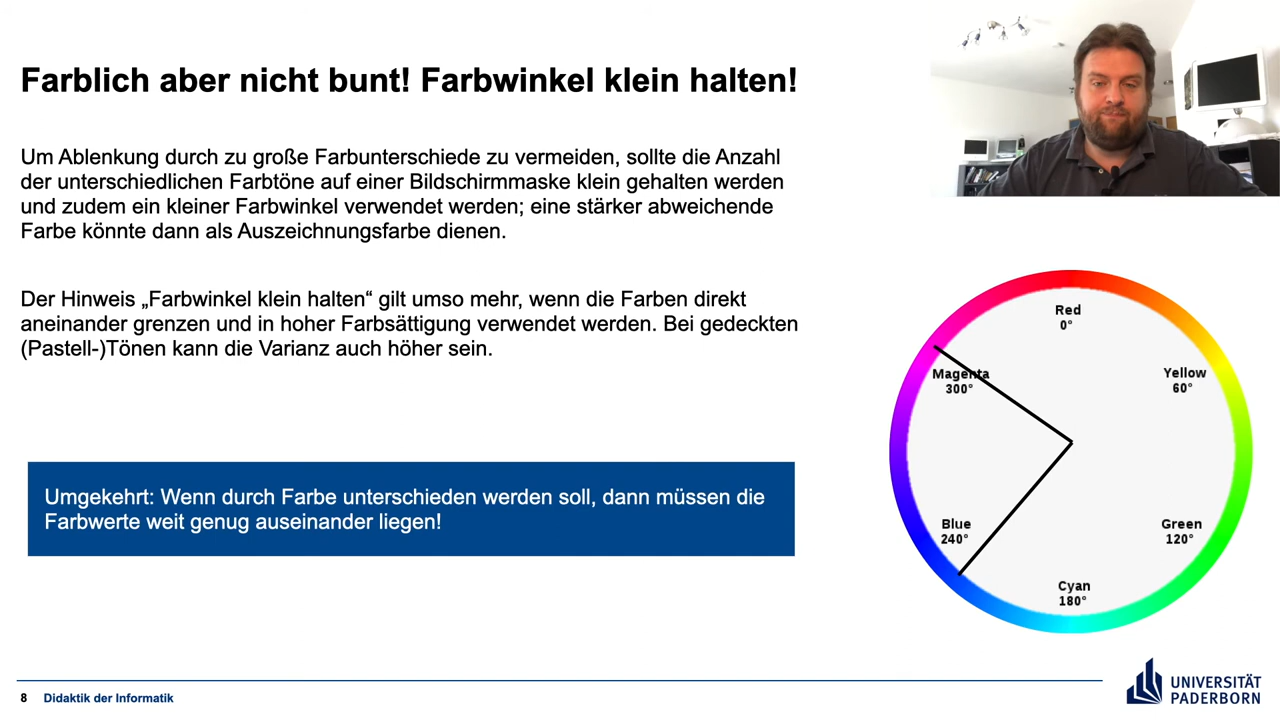 Farblich aber nicht bunt! Farbwinkel klein halten!
Um Ablenkung durch zu große Farbunterschiede zu vermeiden, sollte die Anzahl
der unterschiedlichen Farbtöne auf einer Bildschirmmaske klein gehalten werden
und zudem ein kleiner Farbwinkel verwendet werden; eine stärker abweichende
Farbe könnte dann als Auszeichnungsfarbe dienen.
Der Hinweis „Farbwinkel klein halten“ gilt umso mehr, wenn die Farben direkt
aneinander grenzen und in hoher Farbsättigung verwendet werden. Bei gedeckten
(Pastell-)Tönen kann die Varianz auch höher sein.
Umgekehrt: Wenn durch Farbe unterschieden werden soll, dann müssen die
Farbwerte weit genug auseinander liegen!
Red
0°
Yellow
60°
Green
120°
Cyan
180°
Blue
240°
Magenta
300°
8 Didaktik der Informatik
UNIVERSITÄT
PADERBORN